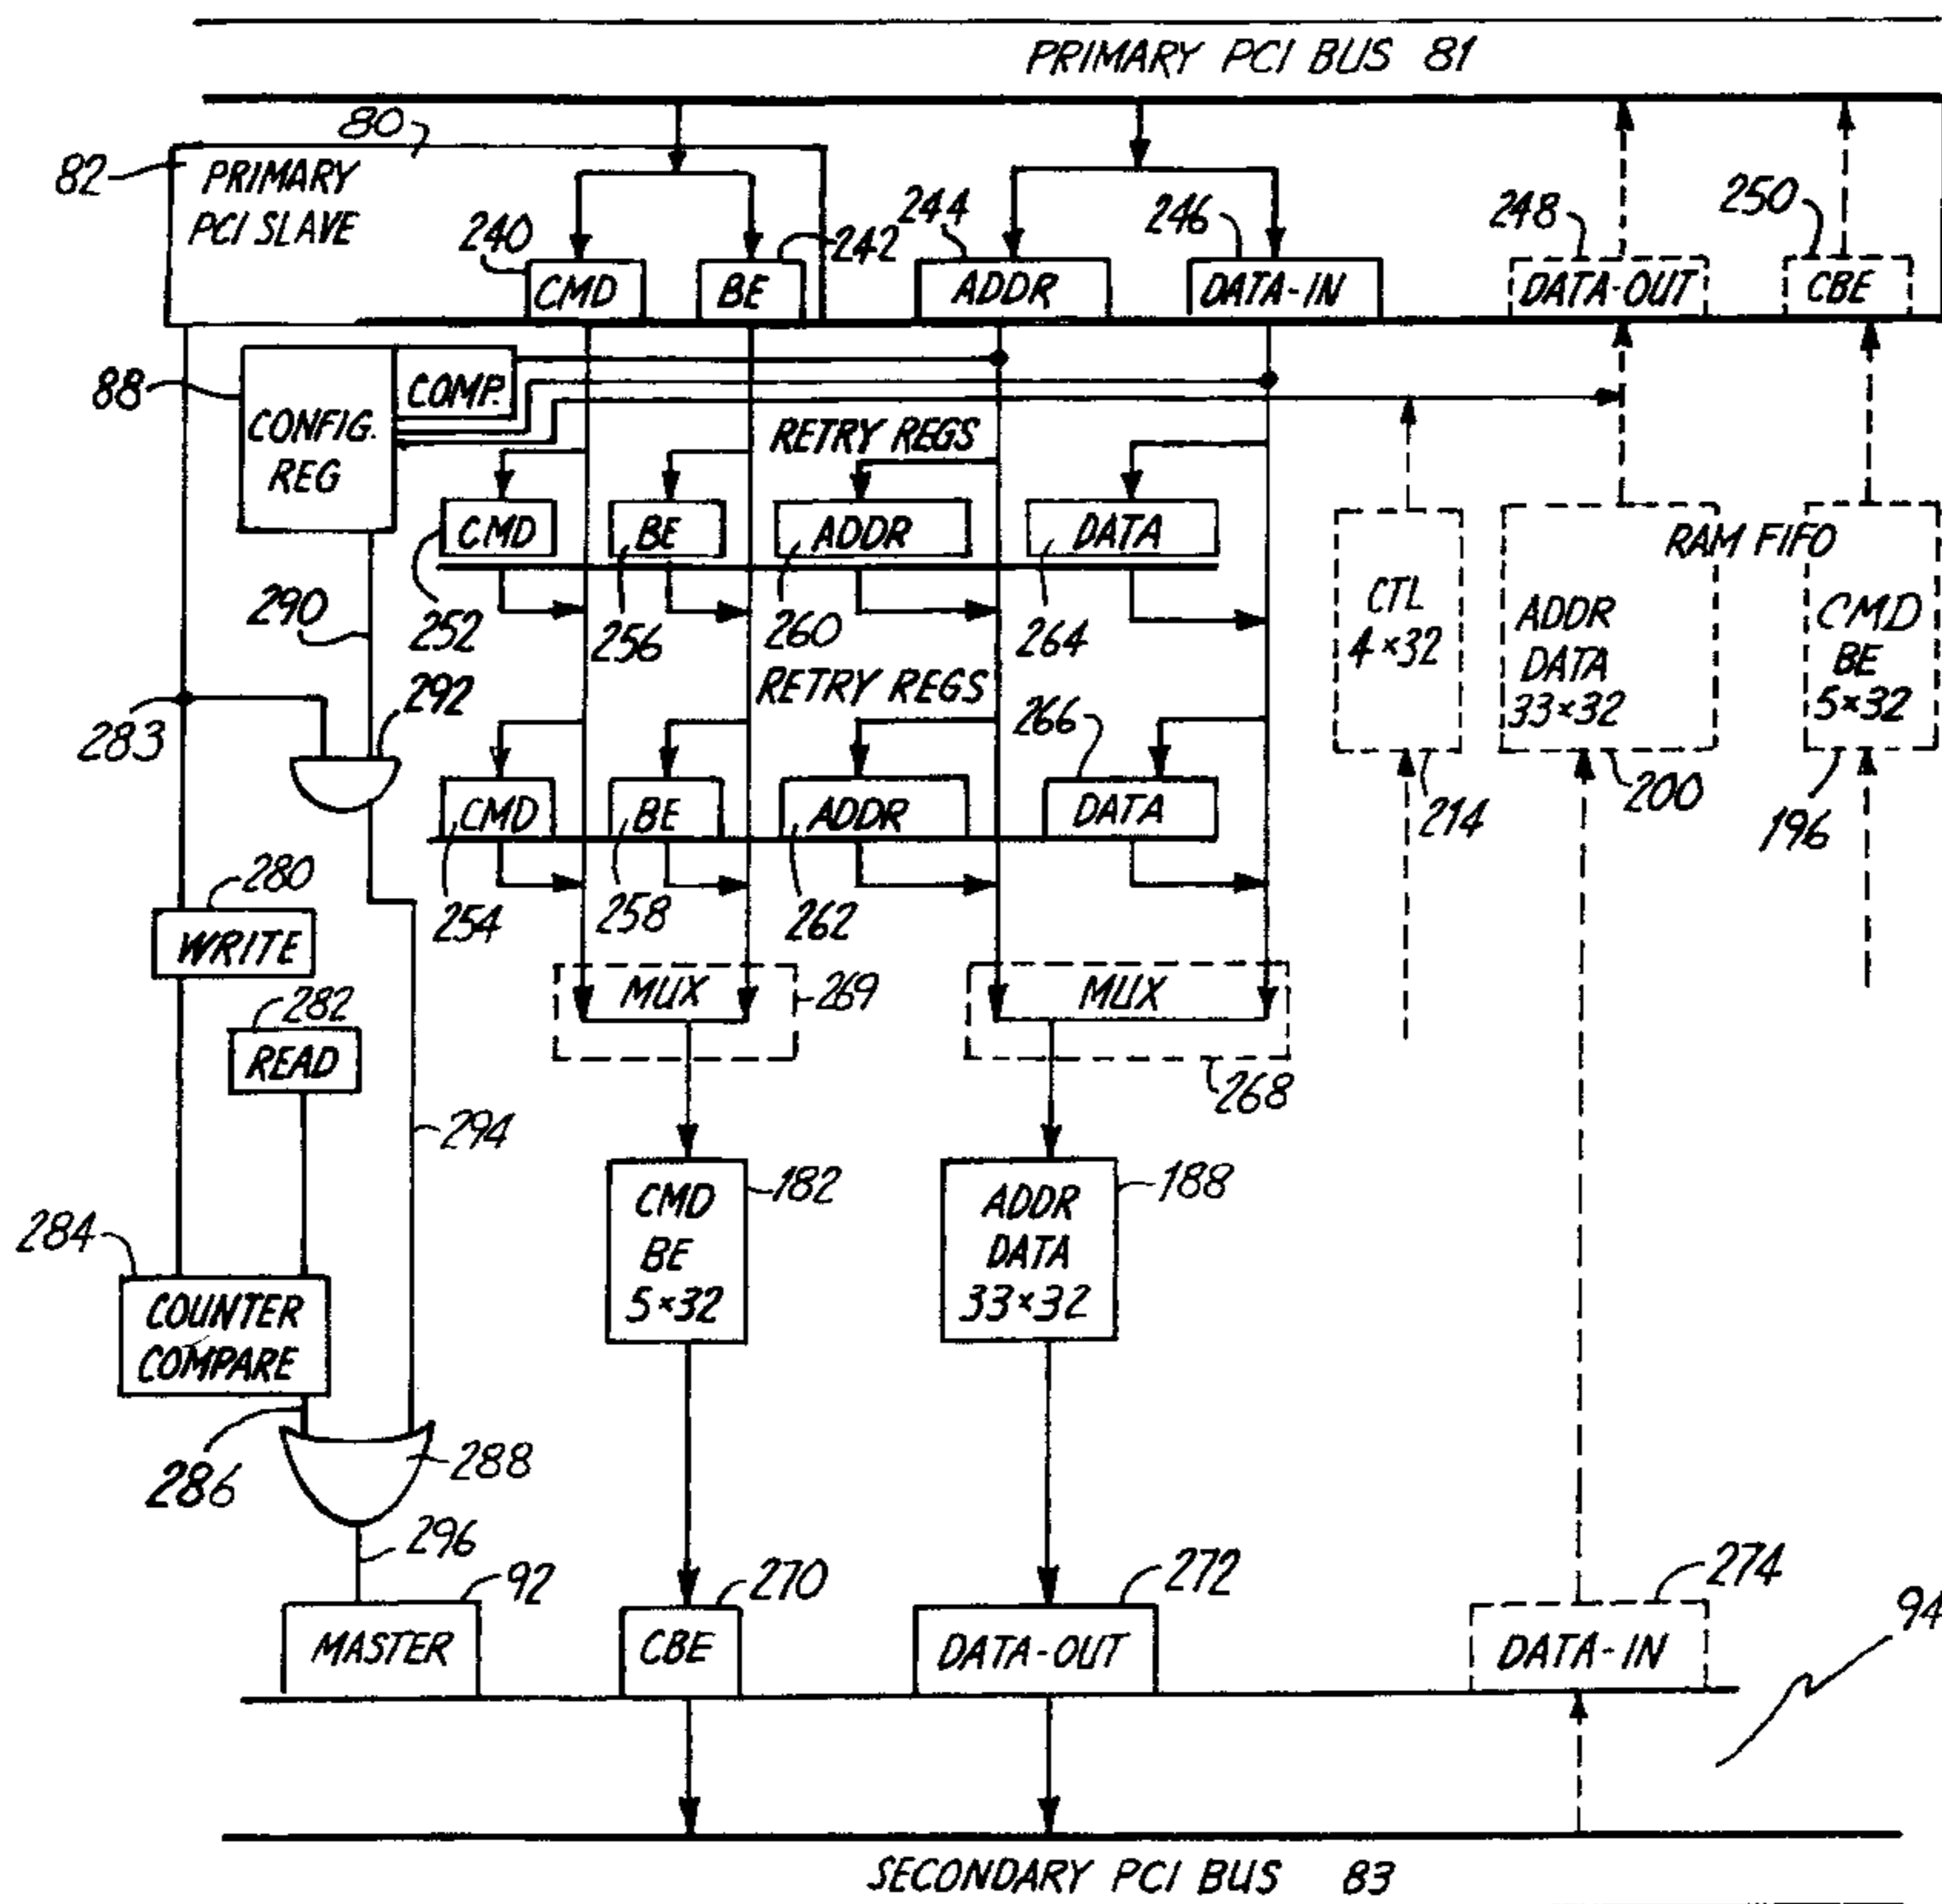 PRIMARY PCI BUS 81
80
82
PRIMARY
PCI SLAVE
240
242
244
246
248
250
CMD
BE
ADDR
DATA-IN
DATA-OUT
CBE
88
CONFIG.
REG
COMP.
RETRY REGS
CMD
BE
ADDR
DATA
252
256
260
264
CTL
4×32
RAM FIFO
ADDR
DATA
33×32
CMD
BE
5×32
290
283
292
RETRY REGS
266
CMD
BE
ADDR
DATA
254
258
262
214
200
196
280
WRITE
282
READ
MUX
269
MUX
268
294
284
COUNTER
COMPARE
CMD
BE
5×32
182
ADDR
DATA
33×32
188
286
288
296
92
MASTER
270
CBE
272
DATA-OUT
274
DATA-IN
94
SECONDARY PCI BUS 83